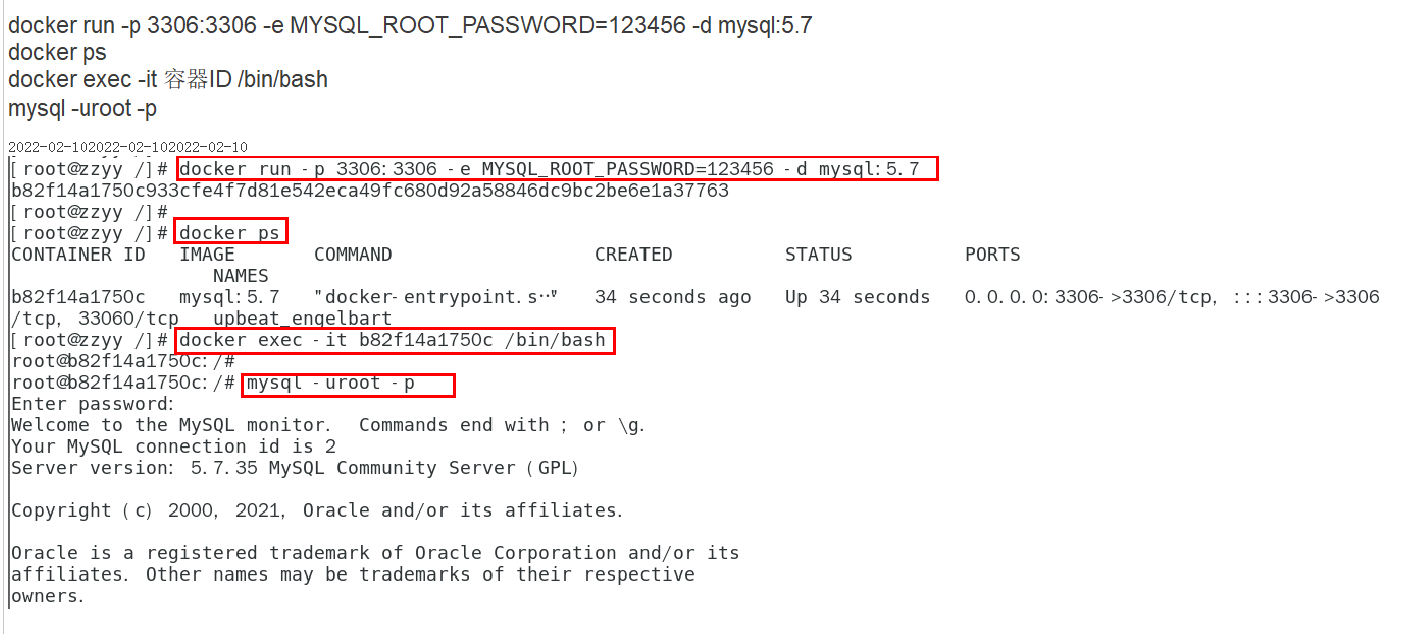 docker run -p 3306:3306 -e MYSQL_ROOT_PASSWORD=123456 -d mysql:5.7
docker ps
docker exec -it 容器ID /bin/bash
mysql -uroot -p
2022-02-102022-02-102022-02-10
[root@zzyy /]# docker run -p 3306:3306 -e MYSQL_ROOT_PASSWORD=123456 -d mysql:5.7
b82f14a1750c933cfe4f7d81e542eca49fc680d92a58846dc9bc2be6e1a37763
[root@zzyy /]#
[root@zzyy /]# docker ps
CONTAINER ID IMAGE COMMAND CREATED STATUS PORTS
NAMES
b82f14a1750c mysql:5.7 "docker-entrypoint.s…" 34 seconds ago Up 34 seconds 0.0.0.0:3306->3306/tcp, :::3306->3306
/tcp, 33060/tcp upbeat_engelbart
[root@zzyy /]# docker exec -it b82f14a1750c /bin/bash
root@b82f14a1750c:/#
root@b82f14a1750c:/# mysql -uroot -p
Enter password:
Welcome to the MySQL monitor. Commands end with ; or \g.
Your MySQL connection id is 2
Server version: 5.7.35 MySQL Community Server (GPL)
Copyright (c) 2000, 2021, Oracle and/or its affiliates.
Oracle is a registered trademark of Oracle Corporation and/or its
affiliates. Other names may be trademarks of their respective
owners.